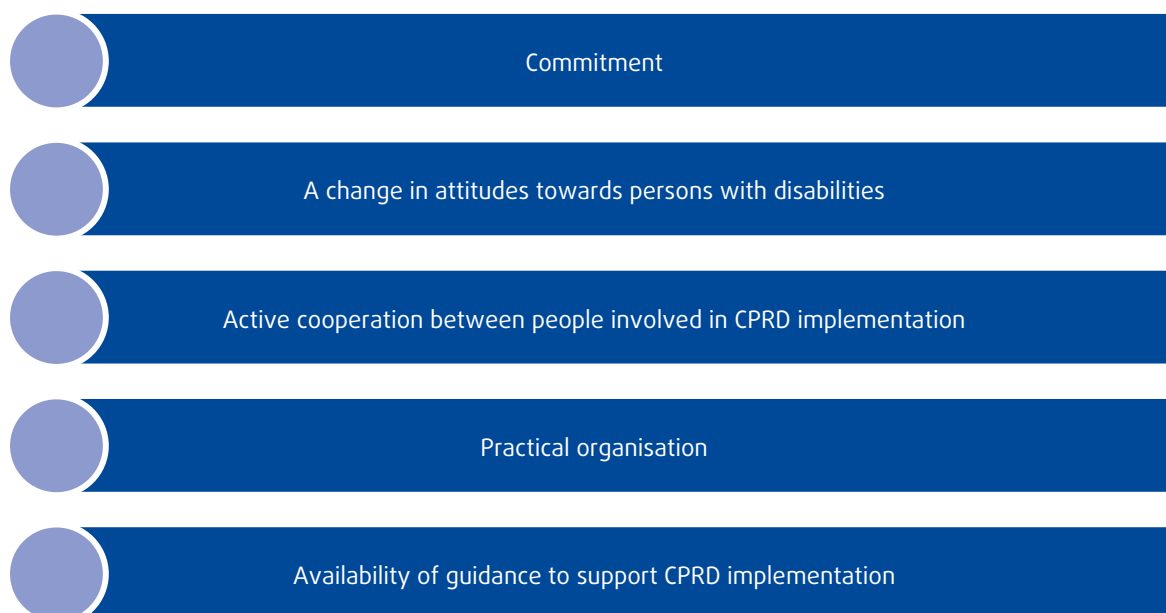 Commitment
A change in attitudes towards persons with disabilities
Active cooperation between people involved in CPRD implementation
Practical organisation
Availability of guidance to support CPRD implementation